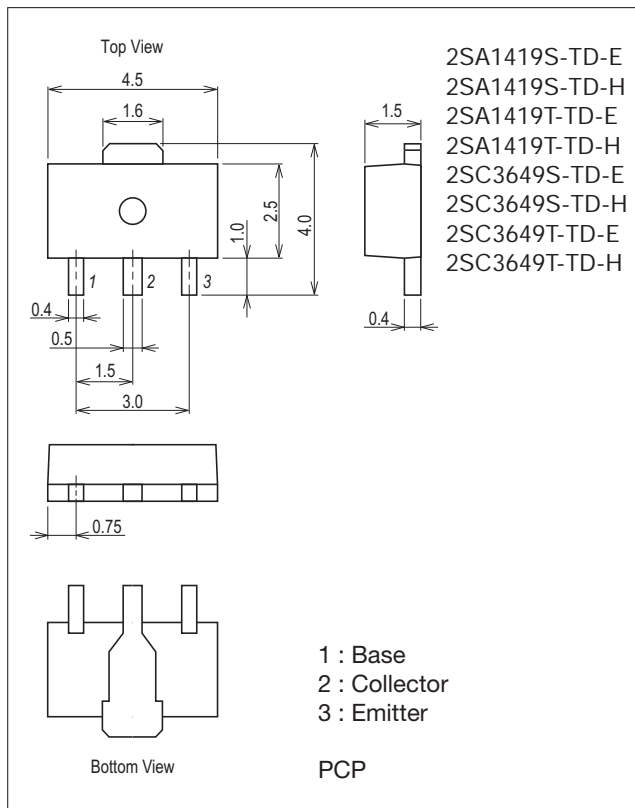 Top View
4.5
1.6
2.5
1.0
4.0
1
2
3
0.4
0.5
1.5
3.0
1.5
0.4
2SA1419S-TD-E
2SA1419S-TD-H
2SA1419T-TD-E
2SA1419T-TD-H
2SC3649S-TD-E
2SC3649S-TD-H
2SC3649T-TD-E
2SC3649T-TD-H
0.75
Bottom View
1 : Base
2 : Collector
3 : Emitter
PCP